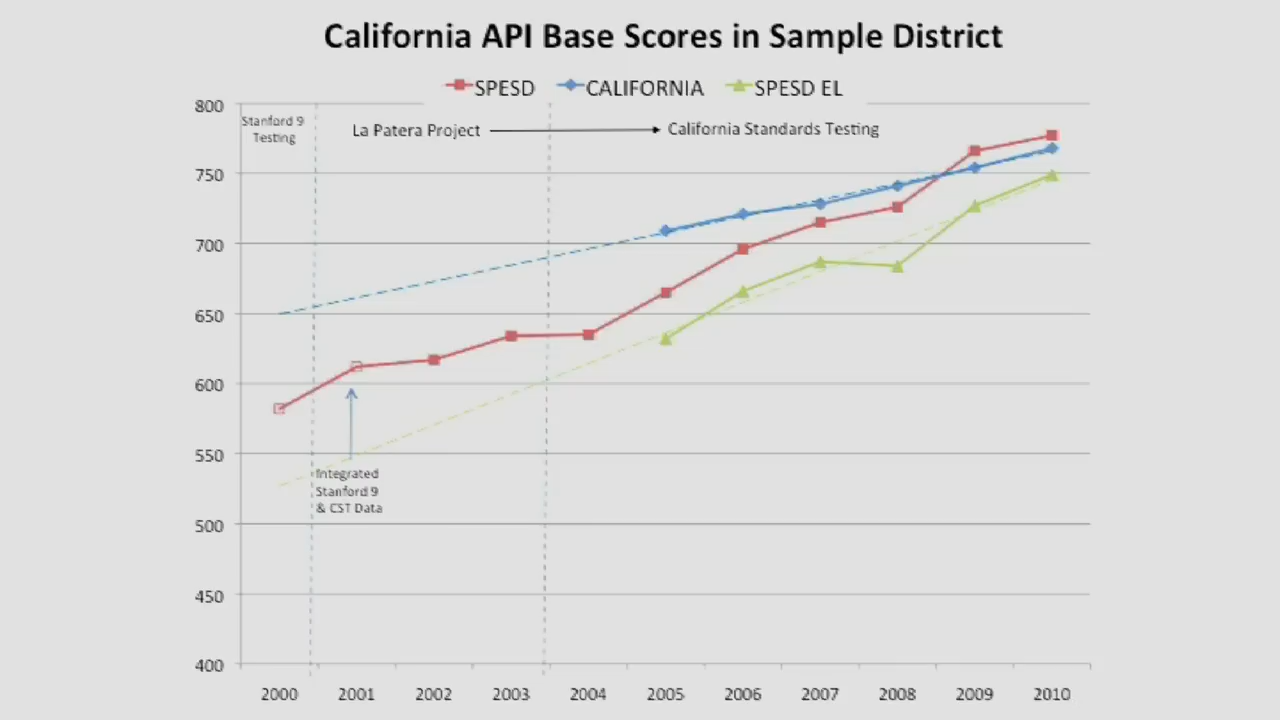 California API Base Scores in Sample District
SPESD CALIFORNIA SPESD EL
800
Stanford 9
Testing
La Patera Project
California Standards Testing
750
700
650
600
550
Integrated
Stanford 9
& CST Data
500
450
400
2000 2001 2002 2003 2004 2005 2006 2007 2008 2009 2010